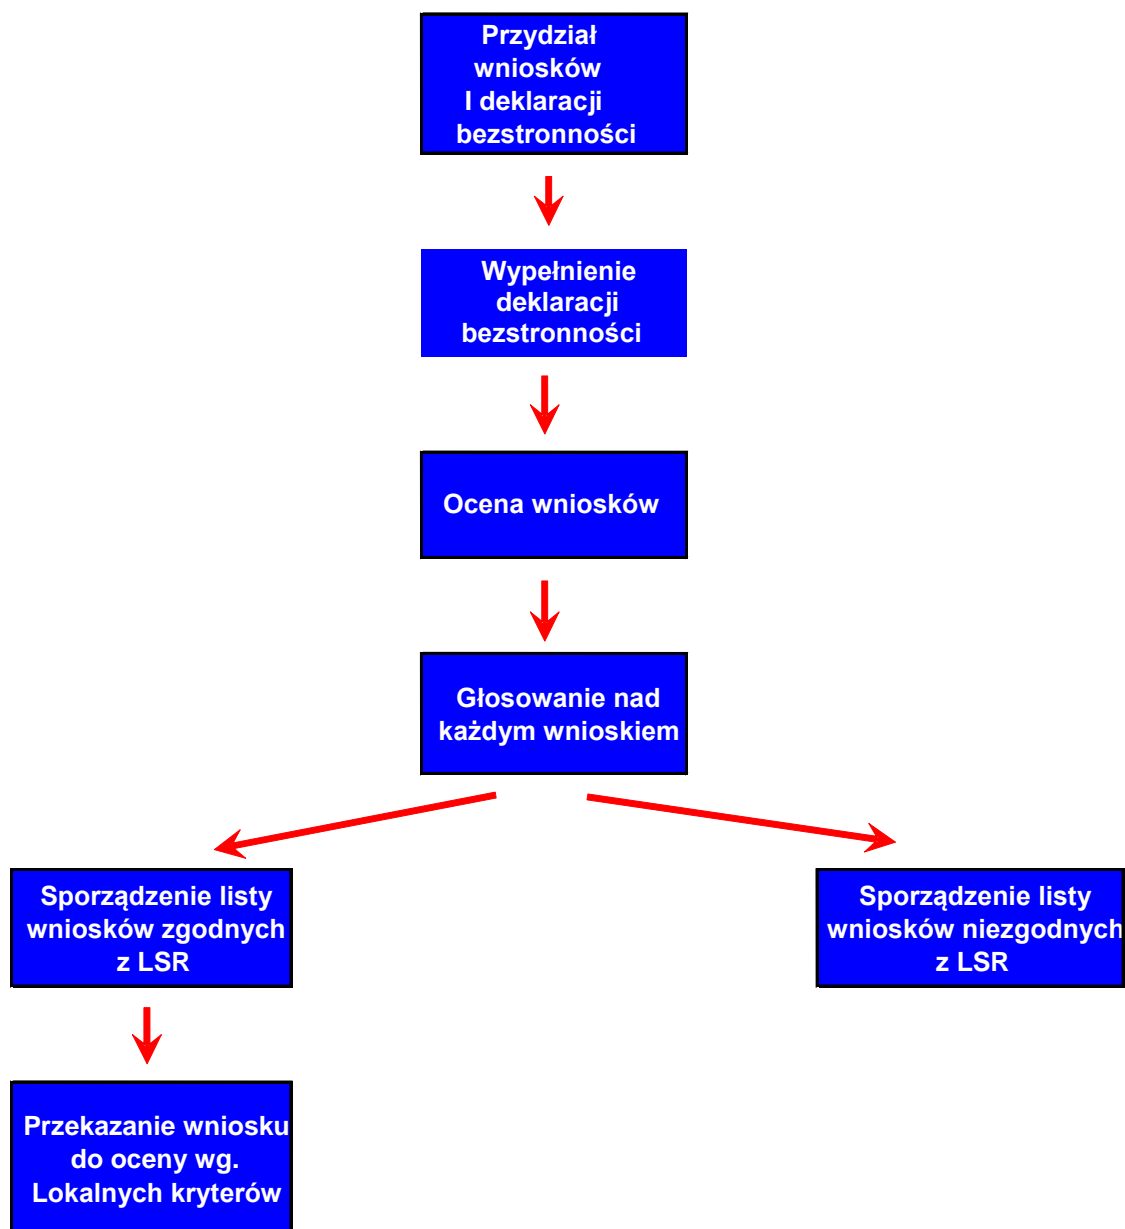 Przydział
wniosków
I deklaracji
bezstronności
Wypełnienie
deklaracji
bezstronności
Ocena wniosków
Głosowanie nad
każdym wnioskiem
Sporządzenie listy
wniosków zgodnych
z LSR
Sporządzenie listy
wniosków niezgodnych
z LSR
Przekazanie wniosku
do oceny wg.
Lokalnych kryterów